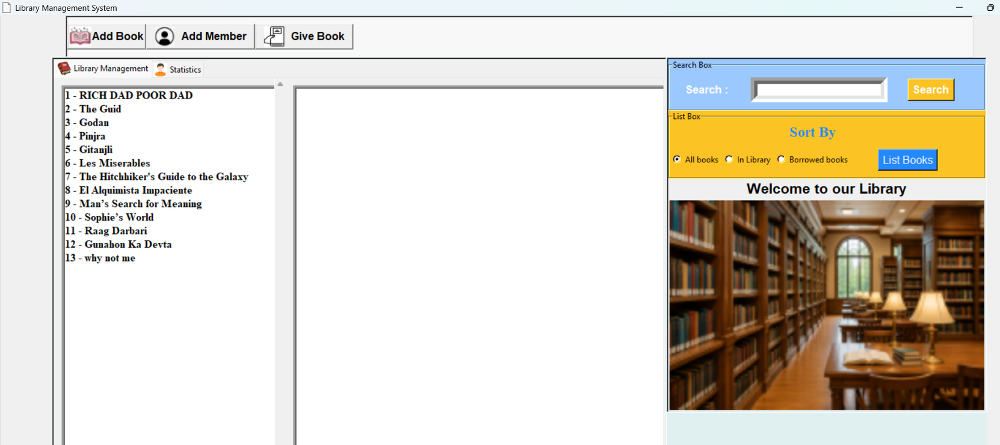 Library Management System
Add Book
Add Member
Give Book
Library Management
Statistics
1 - RICH DAD POOR DAD
2 - The Guid
3 - Godan
4 - Pinjra
5 - Gitanjli
6 - Les Miserables
7 - The Hitchhiker's Guide to the Galaxy
8 - El Alquimista Impaciente
9 - Man’s Search for Meaning
10 - Sophie’s World
11 - Raag Darbari
12 - Gunahon Ka Devta
13 - why not me
Search Box
Search :
Search
List Box
Sort By
All books
In Library
Borrowed books
List Books
Welcome to our Library